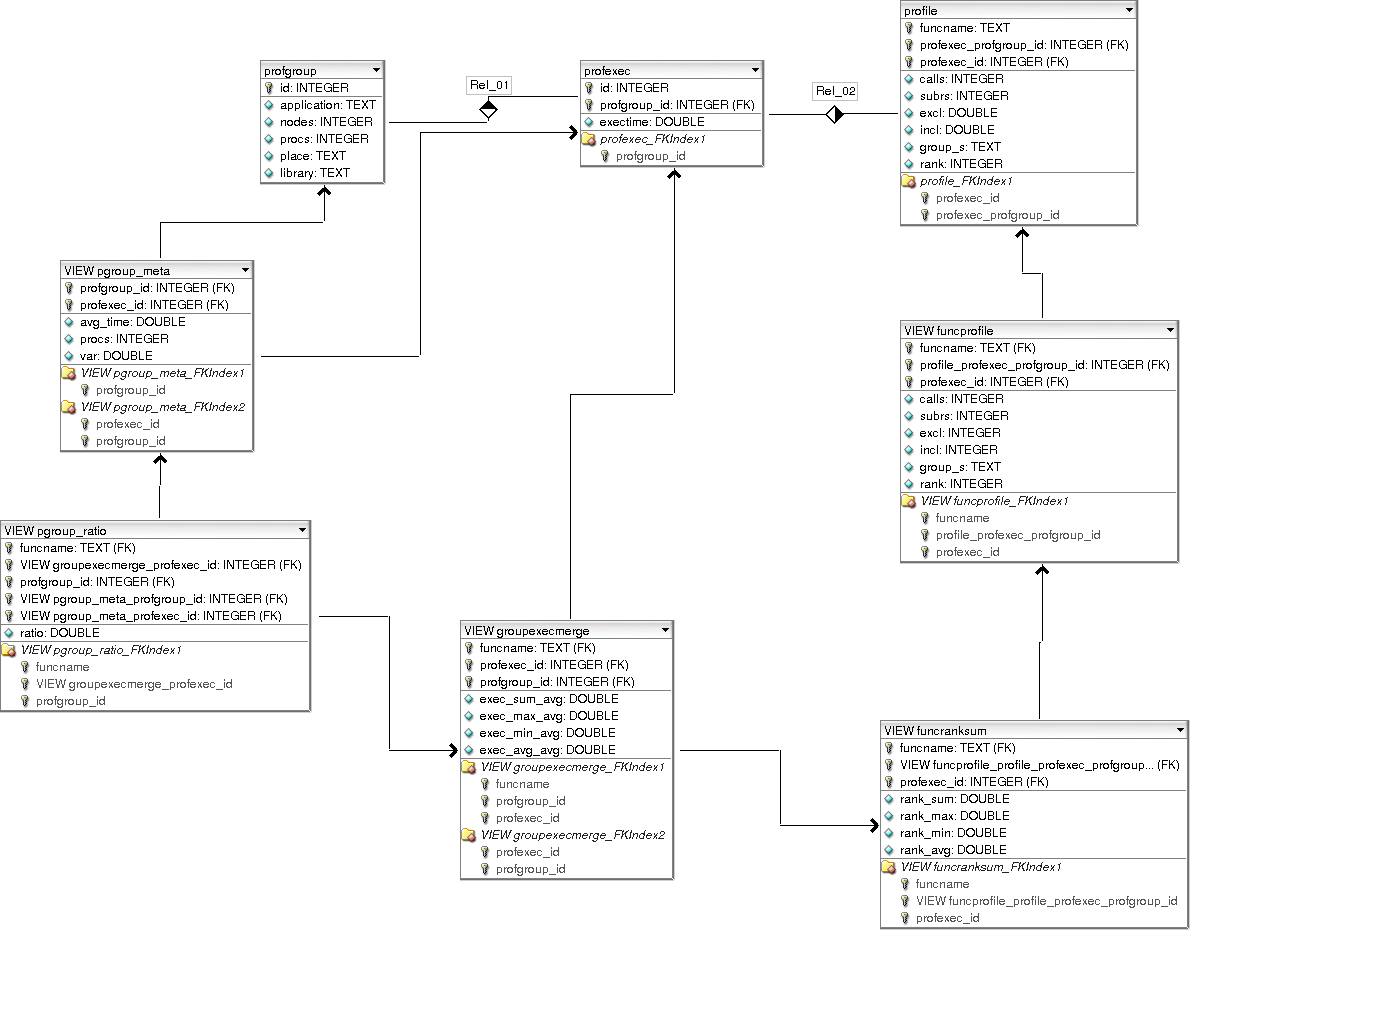 profgroup
id: INTEGER
application: TEXT
nodes: INTEGER
procs: INTEGER
place: TEXT
library: TEXT
Rel_01
profexec
id: INTEGER
profgroup_id: INTEGER (FK)
exectime: DOUBLE
profexec_FKIndex1
profgroup_id
Rel_02
profile
funcname: TEXT
profexec_profgroup_id: INTEGER (FK)
profexec_id: INTEGER (FK)
calls: INTEGER
subrs: INTEGER
excl: DOUBLE
incl: DOUBLE
group_s: TEXT
rank: INTEGER
profile_FKIndex1
profexec_id
profexec_profgroup_id
VIEW pgroup_meta
profgroup_id: INTEGER (FK)
profexec_id: INTEGER (FK)
avg_time: DOUBLE
procs: INTEGER
var: DOUBLE
VIEW pgroup_meta_FKIndex1
profgroup_id
VIEW pgroup_meta_FKIndex2
profexec_id
profgroup_id
VIEW funcprofile
funcname: TEXT (FK)
profile_profexec_profgroup_id: INTEGER (FK)
profexec_id: INTEGER (FK)
calls: INTEGER
subrs: INTEGER
excl: INTEGER
incl: INTEGER
group_s: TEXT
rank: INTEGER
VIEW funcprofile_FKIndex1
funcname
profile_profexec_profgroup_id
profexec_id
VIEW pgroup_ratio
funcname: TEXT (FK)
VIEW groupexecmerge_profexec_id: INTEGER (FK)
profgroup_id: INTEGER (FK)
VIEW pgroup_meta_profgroup_id: INTEGER (FK)
VIEW pgroup_meta_profexec_id: INTEGER (FK)
ratio: DOUBLE
VIEW pgroup_ratio_FKIndex1
funcname
VIEW groupexecmerge_profexec_id
profgroup_id
VIEW groupexecmerge
funcname: TEXT (FK)
profexec_id: INTEGER (FK)
profgroup_id: INTEGER (FK)
exec_sum_avg: DOUBLE
exec_max_avg: DOUBLE
exec_min_avg: DOUBLE
exec_avg_avg: DOUBLE
VIEW groupexecmerge_FKIndex1
funcname
profgroup_id
profexec_id
VIEW groupexecmerge_FKIndex2
profexec_id
profgroup_id
VIEW funcranksum
funcname: TEXT (FK)
VIEW funcprofile_profile_profexec_profgroup... (FK)
profexec_id: INTEGER (FK)
rank_sum: DOUBLE
rank_max: DOUBLE
rank_min: DOUBLE
rank_avg: DOUBLE
VIEW funcranksum_FKIndex1
funcname
VIEW funcprofile_profile_profexec_profgroup_id
profexec_id